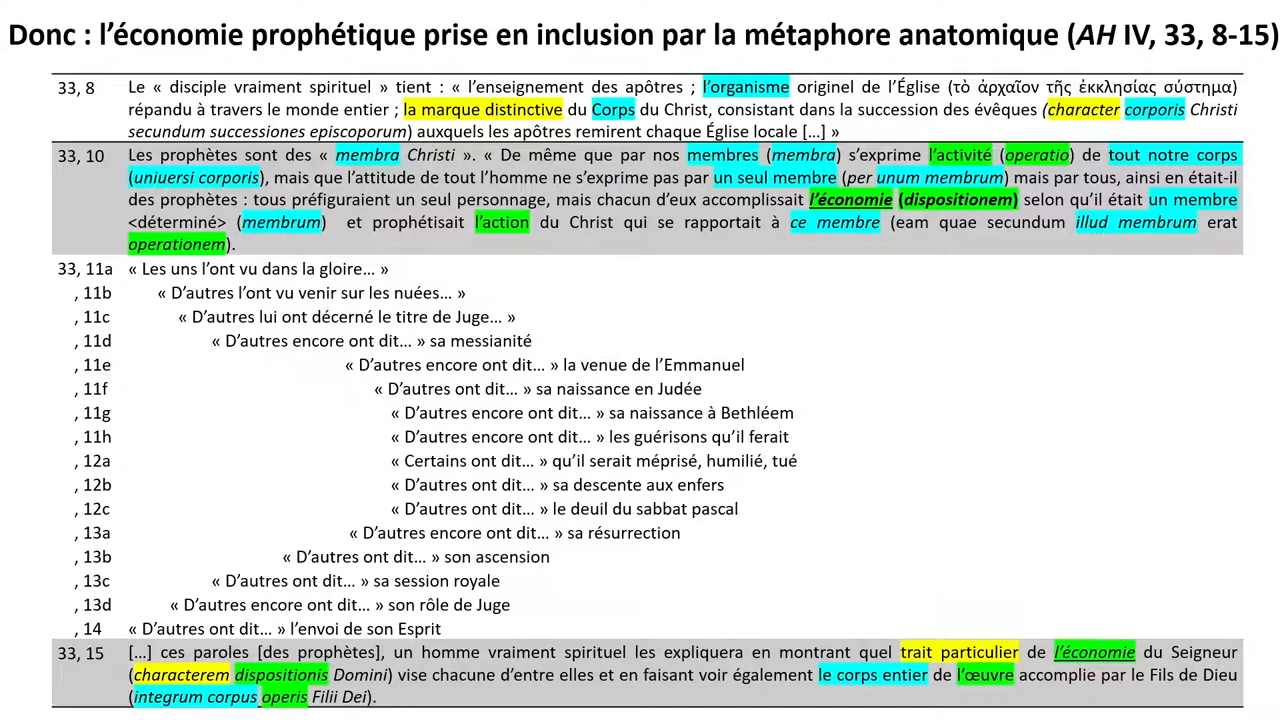 Donc : l’économie prophétique prise en inclusion par la métaphore anatomique (AH IV, 33, 8-15)
33, 8 Le « disciple vraiment spirituel » tient : « l’enseignement des apôtres ; l’organisme originel de l’Église (τὸ ἀρχαῖον τῆς ἐκκλησίας σύστημα)
répandu à travers le monde entier ; la marque distinctive du Corps du Christ, consistant dans la succession des évêques (character corporis Christi
secundum successiones episcoporum) auxquels les apôtres remirent chaque Église locale […] »
33, 10 Les prophètes sont des « membra Christi ». « De même que par nos membres (membra) s’exprime l’activité (operatio) de tout notre corps
(uniuersi corporis), mais que l’attitude de tout l’homme ne s’exprime pas par un seul membre (per unum membrum) mais par tous, ainsi en était-il
des prophètes : tous préfiguraient un seul personnage, mais chacun d’eux accomplissait l’économie (dispositionem) selon qu’il était un membre
<déterminé> (membrum) et prophétisait l’action du Christ qui se rapportait à ce membre (eam quae secundum illud membrum erat
operationem).
33, 11a « Les uns l’ont vu dans la gloire… »
, 11b « D’autres l’ont vu venir sur les nuées… »
, 11c « D’autres lui ont décerné le titre de Juge… »
, 11d « D’autres encore ont dit… » sa messianité
, 11e « D’autres encore ont dit… » la venue de l’Emmanuel
, 11f « D’autres ont dit… » sa naissance en Judée
, 11g « D’autres encore ont dit… » sa naissance à Bethléem
, 11h « D’autres encore ont dit… » les guérisons qu’il ferait
, 12a « Certains ont dit… » qu’il serait méprisé, humilié, tué
, 12b « D’autres ont dit… » sa descente aux enfers
, 12c « D’autres ont dit… » le deuil du sabbat pascal
, 13a « D’autres encore ont dit… » sa résurrection
, 13b « D’autres ont dit… » son ascension
, 13c « D’autres ont dit… » sa session royale
, 13d « D’autres encore ont dit… » son rôle de Juge
, 14 « D’autres ont dit… » l’envoi de son Esprit
33, 15 […] ces paroles [des prophètes], un homme vraiment spirituel les expliquera en montrant quel trait particulier de l’économie du Seigneur
(characterem dispositionis Domini) vise chacune d’entre elles et en faisant voir également le corps entier de l’œuvre accomplie par le Fils de Dieu
(integrum corpus operis Filii Dei).